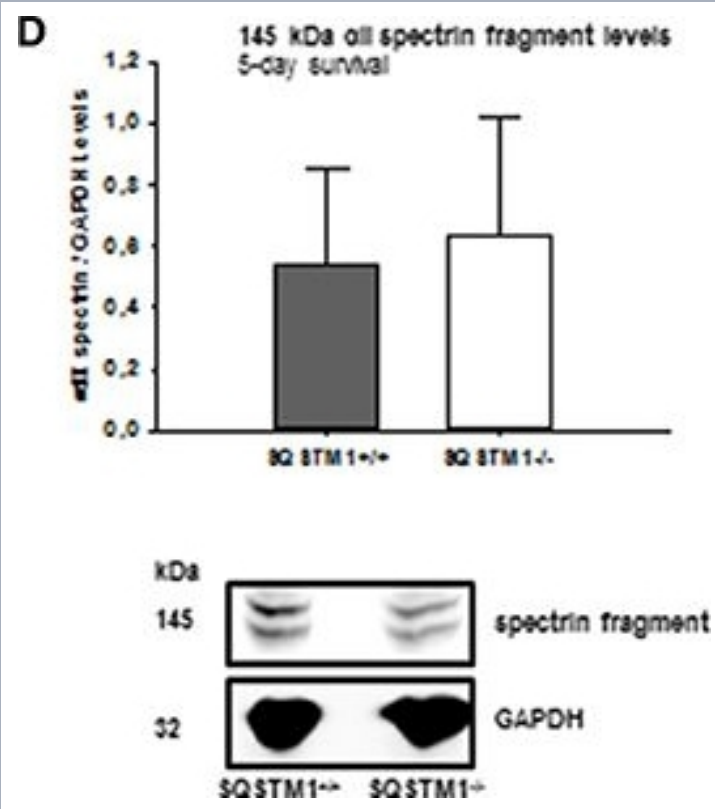 D
145 kDa αII spectrin fragment levels
5-day survival
αII spectrin / GAPDH Levels
1,2
1,0
0,8
0,6
0,4
0,2
0,0
SQSTM1+/+
SQSTM1-/-
kDa
145
spectrin fragment
32
GAPDH
SQSTM1+/+
SQSTM1-/-